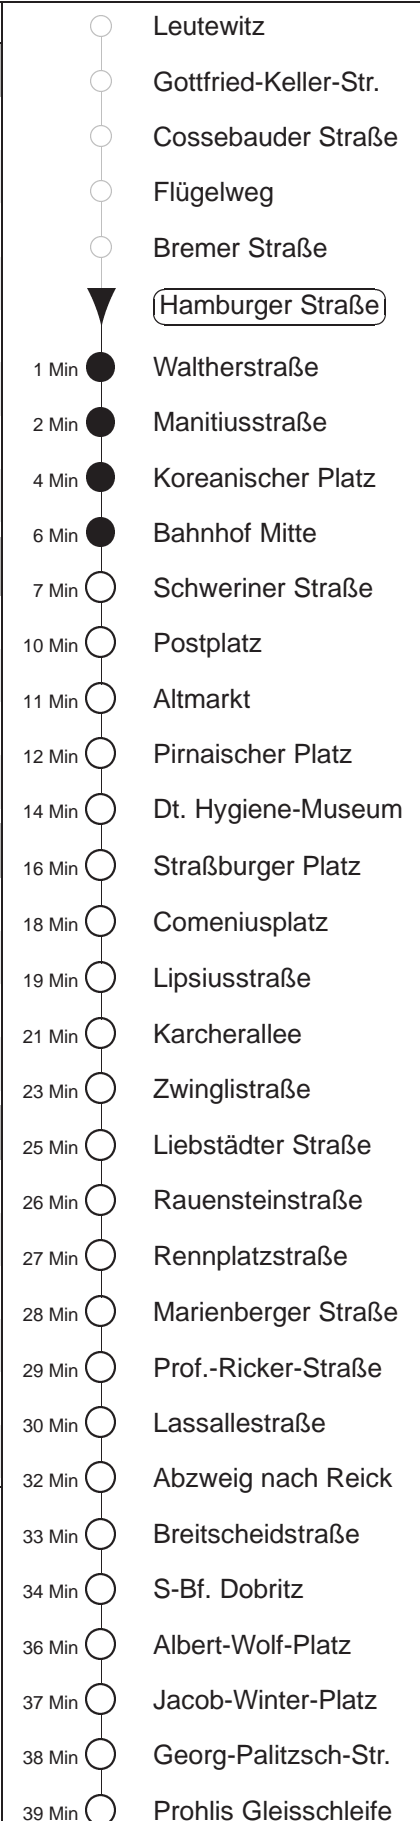 Leutewitz
Gottfried-Keller-Str.
Cossebauder Straße
Flügelweg
Bremer Straße
Hamburger Straße
1 Min Waltherstraße
2 Min Manitiusstraße
4 Min Koreanischer Platz
6 Min Bahnhof Mitte
7 Min Schweriner Straße
10 Min Postplatz
11 Min Altmarkt
12 Min Pirnaischer Platz
14 Min Dt. Hygiene-Museum
16 Min Straßburger Platz
18 Min Comeniusplatz
19 Min Lipsiusstraße
21 Min Karcherallee
23 Min Zwinglistraße
25 Min Liebstädter Straße
26 Min Rauensteinstraße
27 Min Rennplatzstraße
28 Min Marienberger Straße
29 Min Prof.-Ricker-Straße
30 Min Lassallestraße
32 Min Abzweig nach Reick
33 Min Breitscheidstraße
34 Min S-Bf. Dobritz
36 Min Albert-Wolf-Platz
37 Min Jacob-Winter-Platz
38 Min Georg-Palitzsch-Str.
39 Min Prohlis Gleisschleife